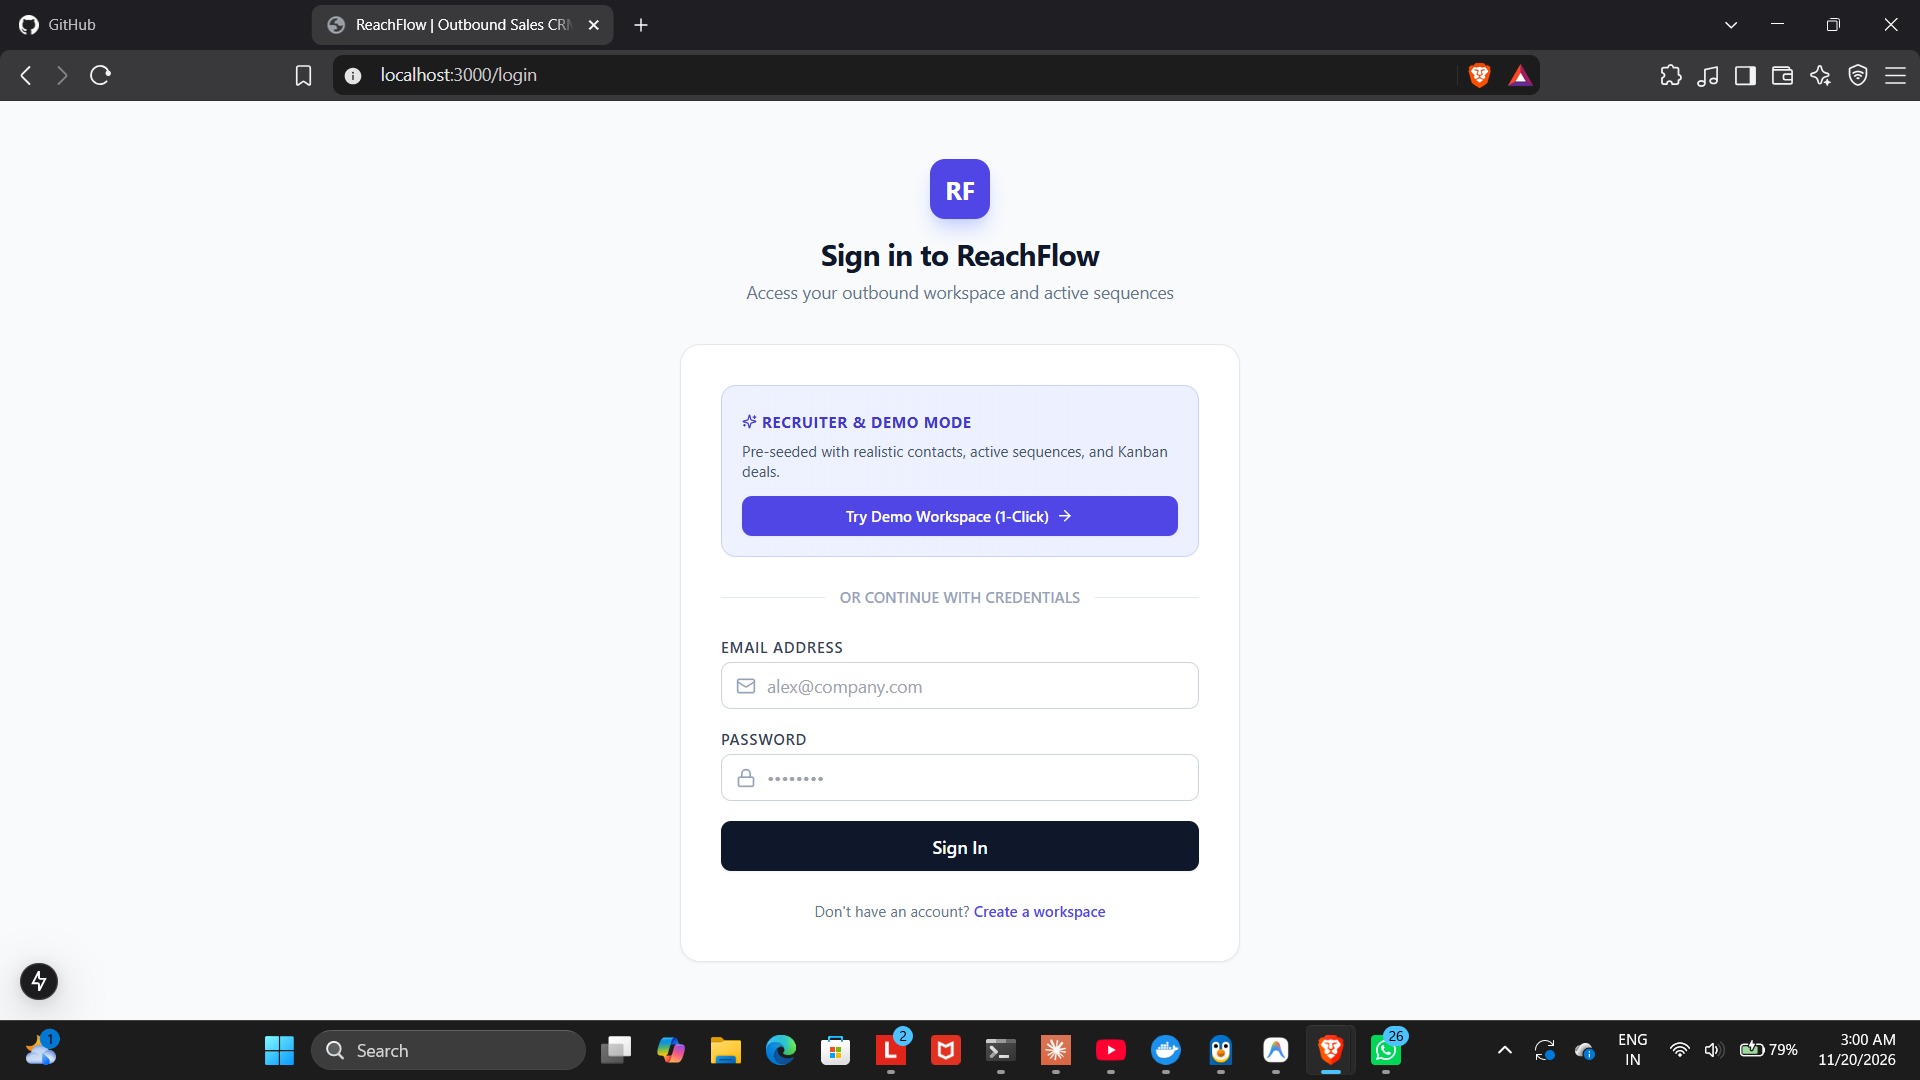 GitHub
ReachFlow | Outbound Sales CRM
localhost:3000/login
RF
Sign in to ReachFlow
Access your outbound workspace and active sequences
RECRUITER & DEMO MODE
Pre-seeded with realistic contacts, active sequences, and Kanban
deals.
Try Demo Workspace (1-Click)
OR CONTINUE WITH CREDENTIALS
EMAIL ADDRESS
alex@company.com
PASSWORD
••••••••
Sign In
Don't have an account? Create a workspace
1
Search
L
2
26
ENG
IN
79%
3:00 AM
11/20/2026